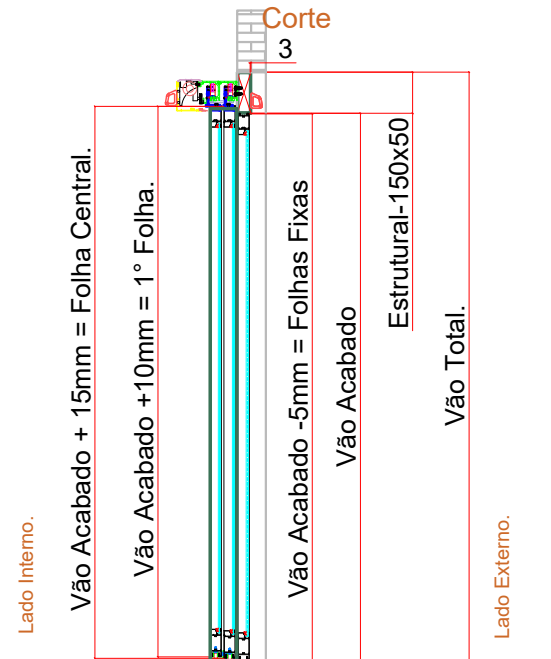 Corte
3
Vão Acabado + 15mm = Folha Central.
Vão Acabado +10mm = 1° Folha.
Vão Acabado -5mm = Folhas Fixas
Vão Acabado
Estrutural-150x50
Vão Total.
Lado Interno.
Lado Externo.